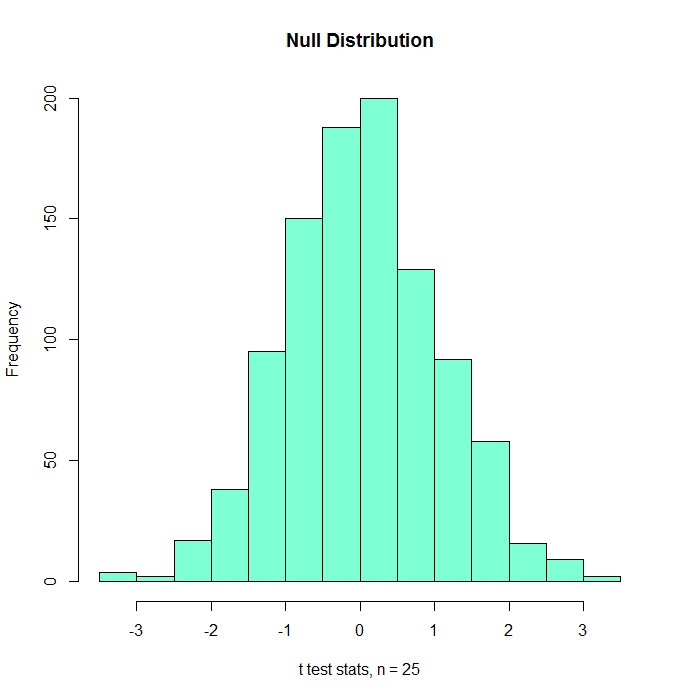 Null Distribution
Frequency
200
150
100
50
0
-3 -2 -1 0 1 2 3
t test stats, n = 25